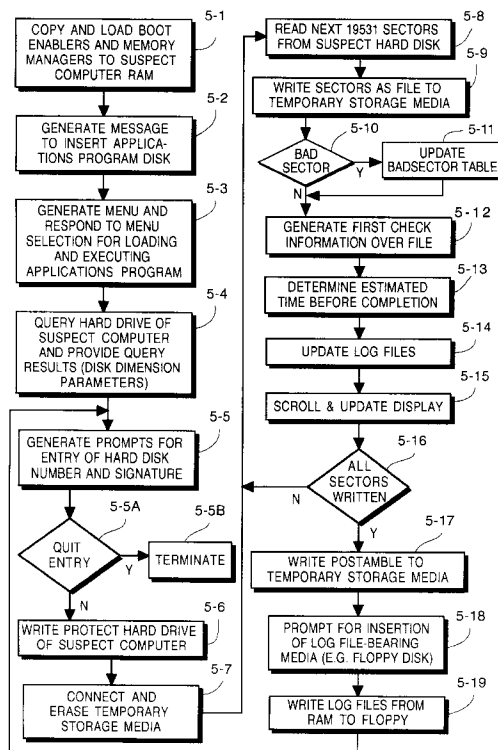 5-1
COPY AND LOAD BOOT
ENABLERS AND MEMORY
MANAGERS TO SUSPECT
COMPUTER RAM
5-2
GENERATE MESSAGE
TO INSERT APPLICA-
TIONS PROGRAM DISK
5-3
GENERATE MENU AND
RESPOND TO MENU
SELECTION FOR LOADING
AND EXECUTING
APPLICATIONS PROGRAM
5-4
QUERY HARD DRIVE OF
SUSPECT COMPUTER
AND PROVIDE QUERY
RESULTS (DISK DIMENSION
PARAMETERS)
5-5
GENERATE PROMPTS FOR
ENTRY OF HARD DISK
NUMBER AND SIGNATURE
5-5A
QUIT
ENTRY
Y
5-5B
TERMINATE
N
5-6
WRITE PROTECT HARD DRIVE
OF SUSPECT COMPUTER
5-7
CONNECT AND
ERASE TEMPORARY
STORAGE MEDIA
5-8
READ NEXT 19531 SECTORS
FROM SUSPECT HARD DISK
5-9
WRITE SECTORS AS FILE TO
TEMPORARY STORAGE MEDIA
5-10
BAD
SECTOR
Y
5-11
UPDATE
BADSECTOR TABLE
N
5-12
GENERATE FIRST CHECK
INFORMATION OVER FILE
5-13
DETERMINE ESTIMATED
TIME BEFORE COMPLETION
5-14
UPDATE LOG FILES
5-15
SCROLL & UPDATE DISPLAY
5-16
ALL
SECTORS
WRITTEN
N
Y
5-17
WRITE POSTAMBLE TO
TEMPORARY STORAGE MEDIA
5-18
PROMPT FOR INSERTION OF
LOG FILE-BEARING
MEDIA (E.G. FLOPPY DISK)
5-19
WRITE LOG FILES FROM
RAM TO FLOPPY